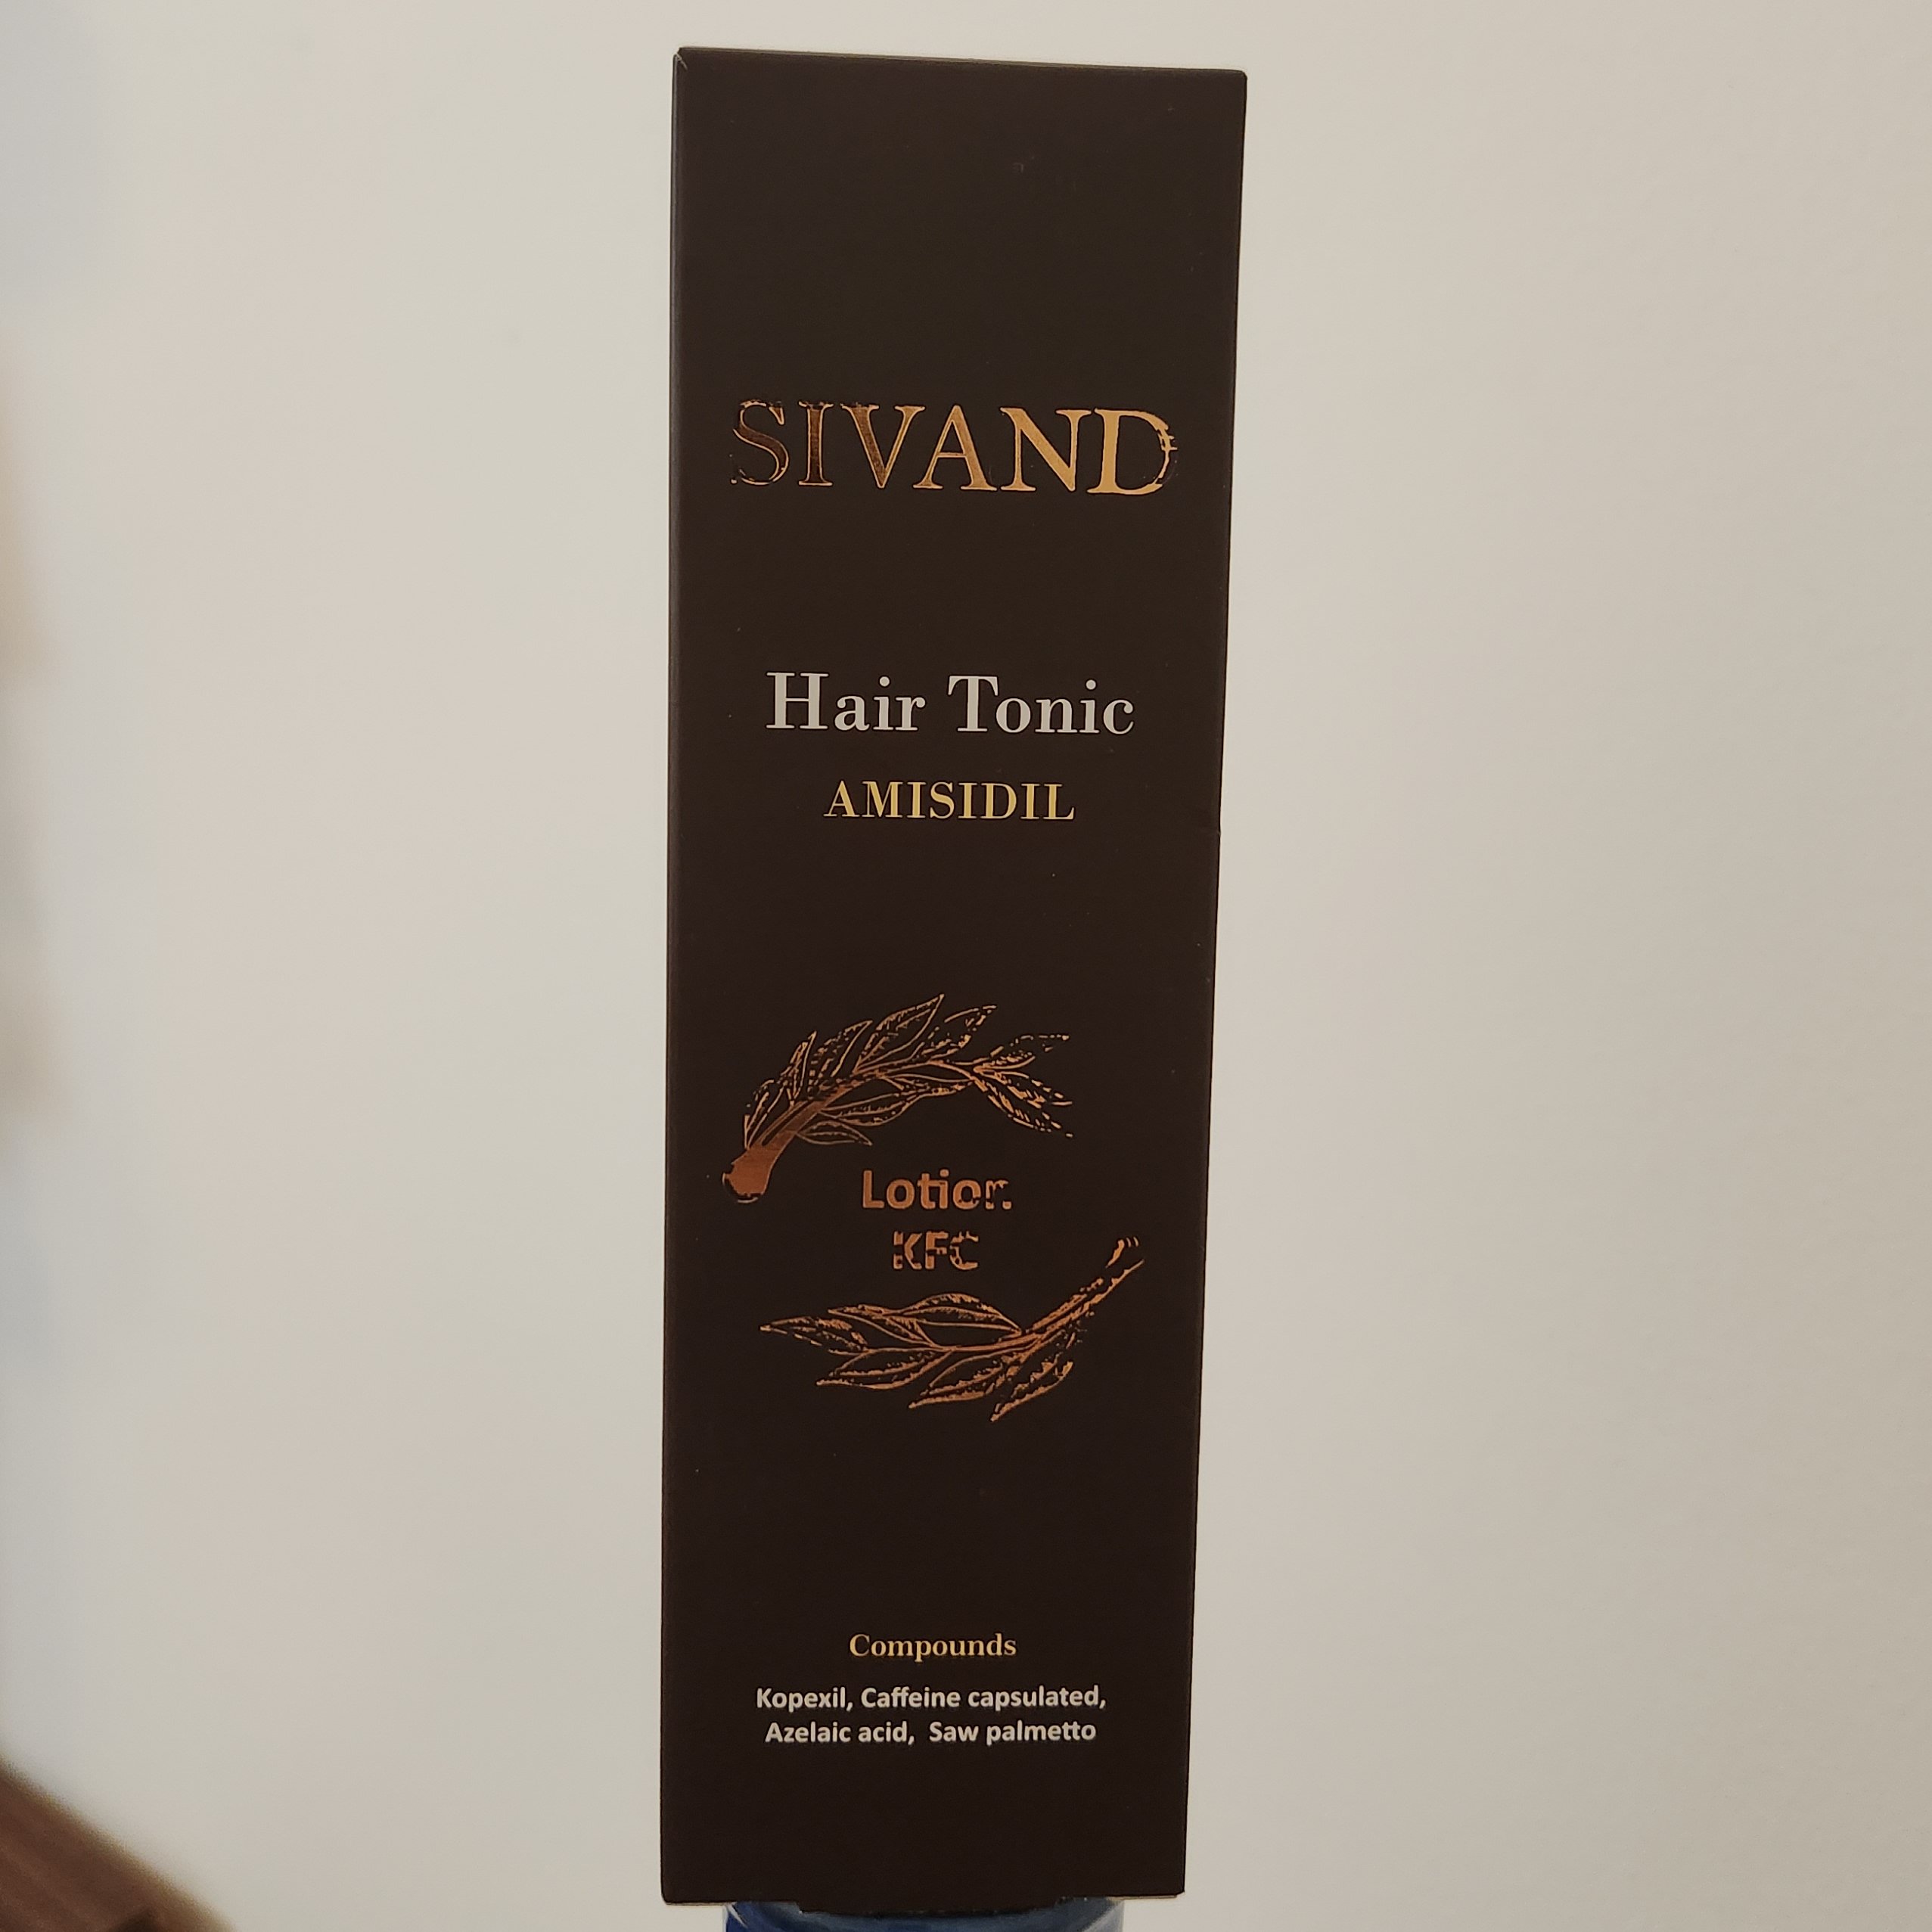 SIVAND
Hair Tonic
AMISIDIL
Lotion
KFC
Compounds
Kopexil, Caffeine capsulated,
Azelaic acid, Saw palmetto